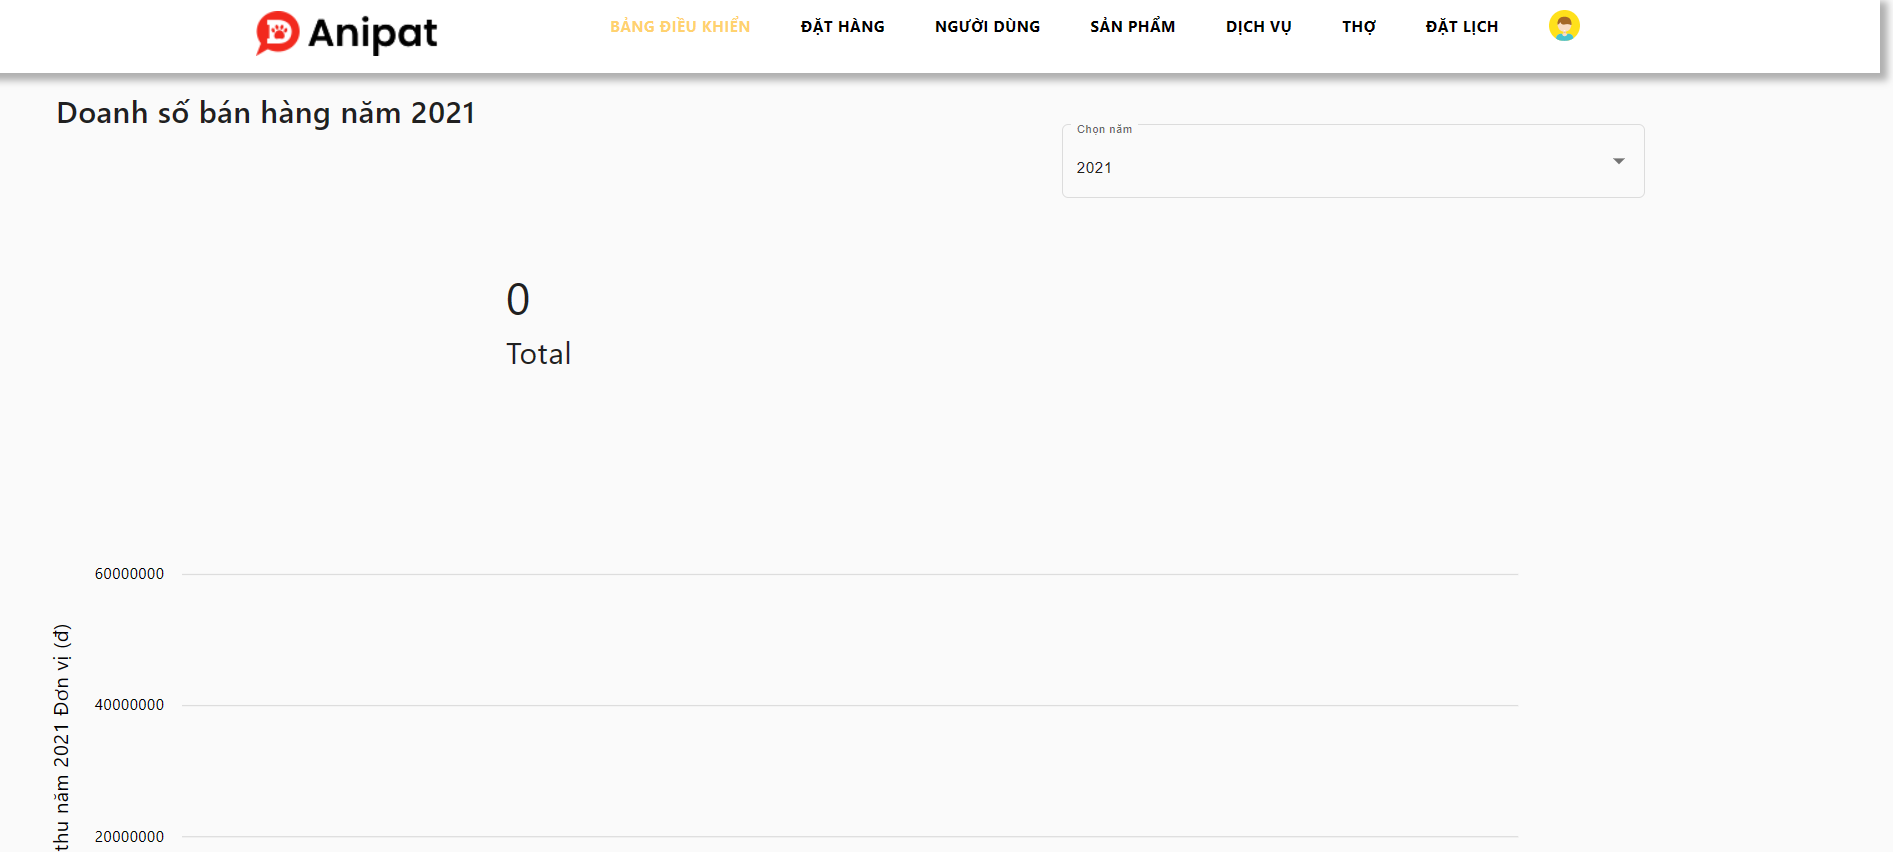 Anipat
BẢNG ĐIỀU KHIỂN
ĐẶT HÀNG
NGƯỜI DÙNG
SẢN PHẨM
DỊCH VỤ
THỢ
ĐẶT LỊCH
Doanh số bán hàng năm 2021
Chọn năm
2021
0
Total
60000000
40000000
20000000
thu năm 2021 Đơn vị (đ)